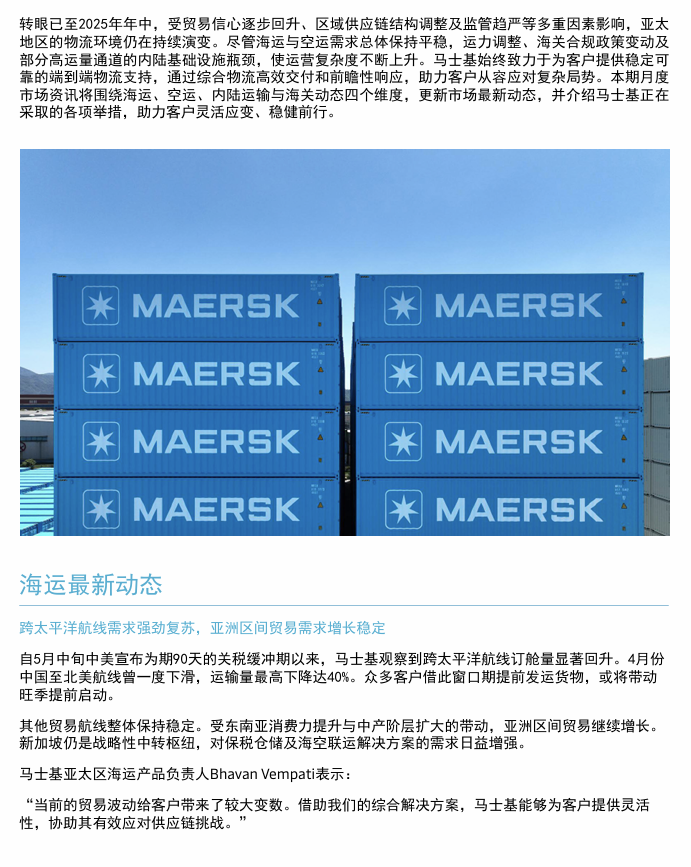 转眼已至2025年年中，受贸易信心逐步回升、区域供应链结构调整及监管趋严等多重因素影响，亚太
地区的物流环境仍在持续演变。尽管海运与空运需求总体保持平稳，运力调整、海关合规政策变动及
部分高运量通道的内陆基础设施瓶颈，使运营复杂度不断上升。马士基始终致力于为客户提供稳定可
靠的端到端物流支持，通过综合物流高效交付和前瞻性响应，助力客户从容应对复杂局势。本期月度
市场资讯将围绕海运、空运、内陆运输与海关动态四个维度，更新市场最新动态，并介绍马士基正在
采取的各项举措，助力客户灵活应变、稳健前行。
MAERSK MAERSK
MAERSK MAERSK
MAERSK MAERSK
MAERSK MAERSK
海运最新动态
跨太平洋航线需求强劲复苏，亚洲区间贸易需求增长稳定
自5月中旬中美宣布为期90天的关税缓冲期以来，马士基观察到跨太平洋航线订舱量显著回升。4月份
中国至北美航线曾一度下滑，运输量最高下降达40%。众多客户借此窗口期提前发运货物，或将带动
旺季提前启动。
其他贸易航线整体保持稳定。受东南亚消费力提升与中产阶层扩大的带动，亚洲区间贸易继续增长。
新加坡仍是战略性中转枢纽，对保税仓储及海空联运解决方案的需求日益增强。
马士基亚太区海运产品负责人Bhavan Vempati表示：
“当前的贸易波动给客户带来了较大变数。借助我们的综合解决方案，马士基能够为客户提供灵活
性，协助其有效应对供应链挑战。”